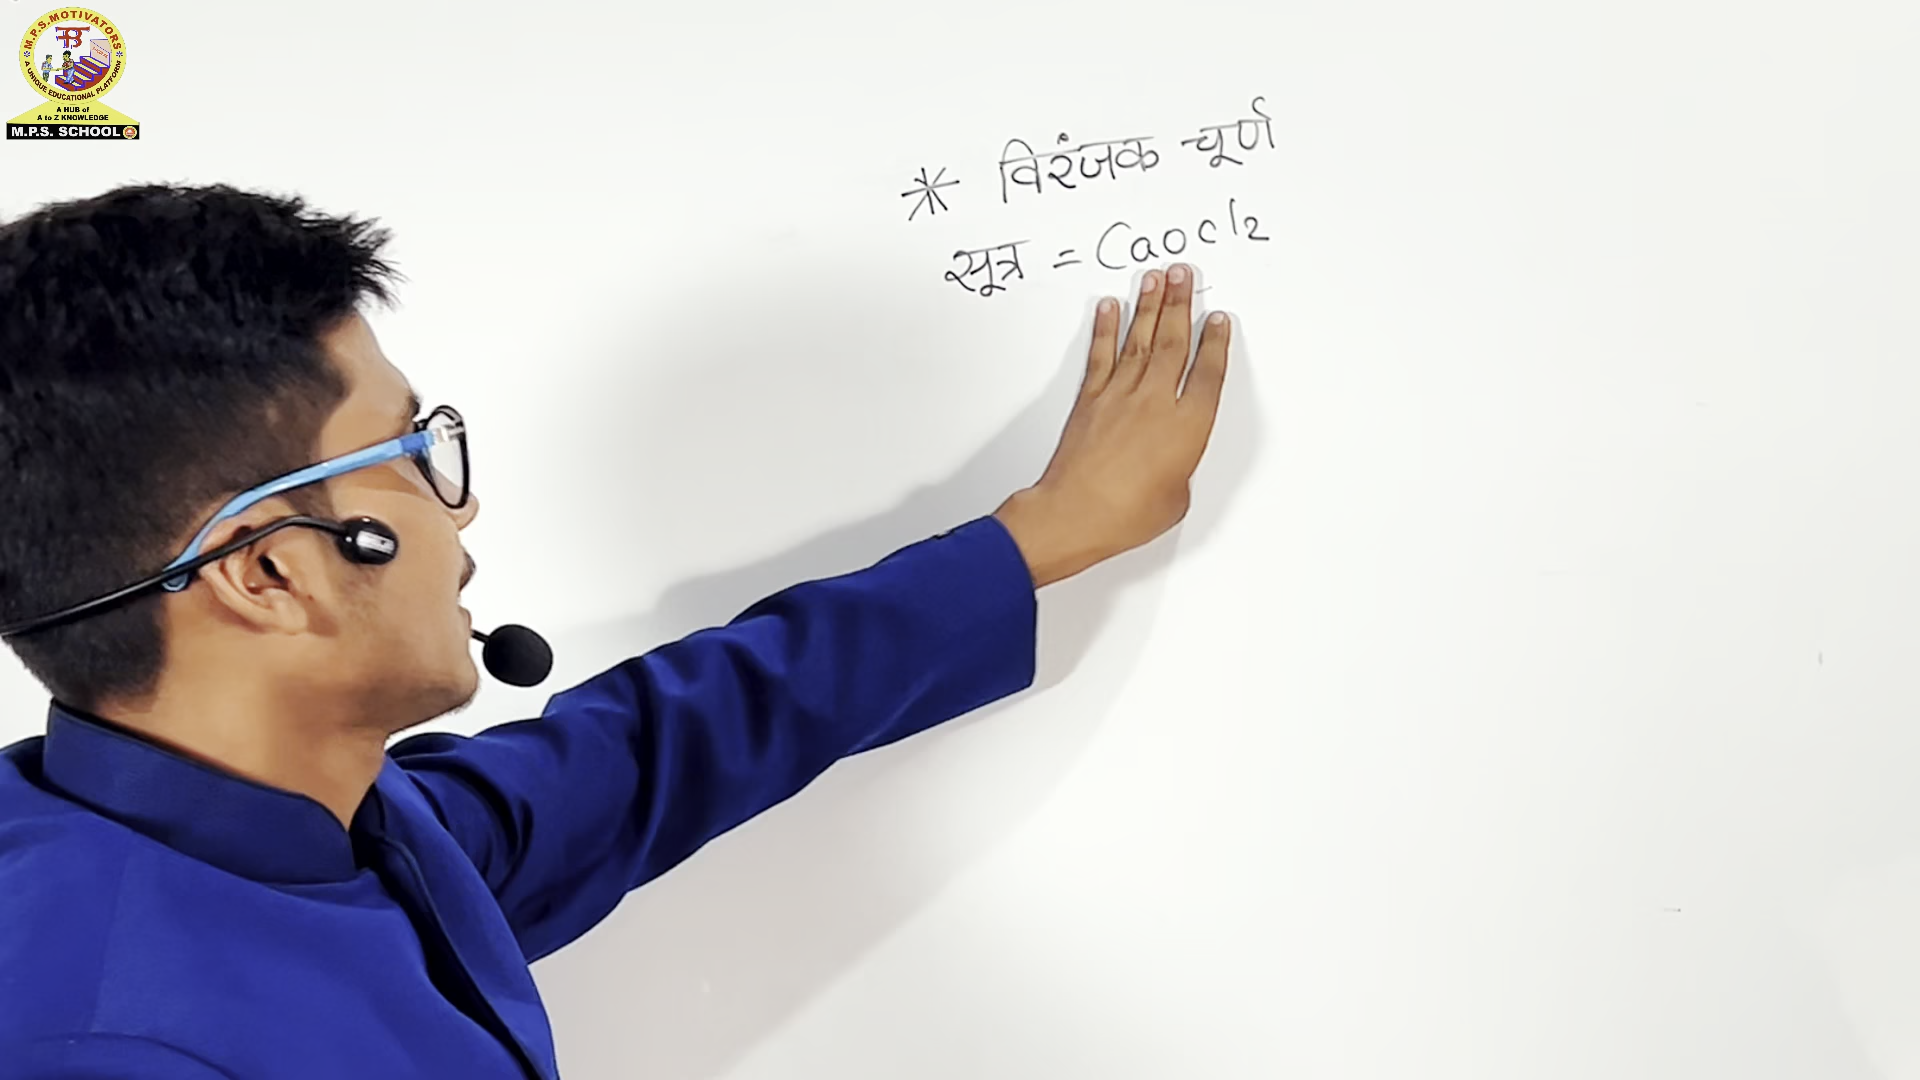 M.P.S.MOTIVATORS
A UNIQUE EDUCATIONAL PLATFORM
A HUB of
A to Z KNOWLEDGE
M.P.S. SCHOOL
* विरंजक चूर्ण
सूत्र = CaOCl2